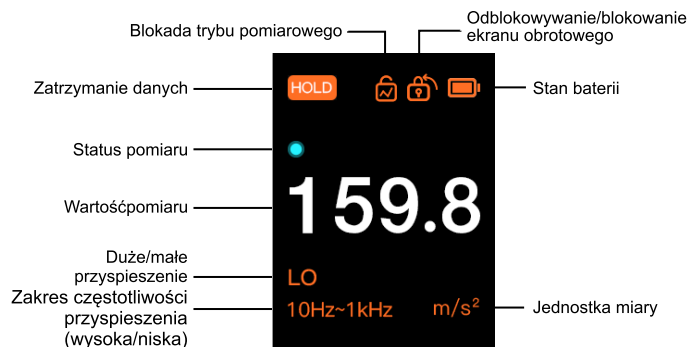 Blokada trybu pomiarowego
Odblokowywanie/blokowanie
ekranu obrotowego
Zatrzymanie danych
HOLD
Stan baterii
Status pomiaru
Wartośćpomiaru
159.8
Duże/małe
przyspieszenie
LO
Zakres częstotliwości
przyspieszenia
(wysoka/niska)
10Hz~1kHz
m/s²
Jednostka miary